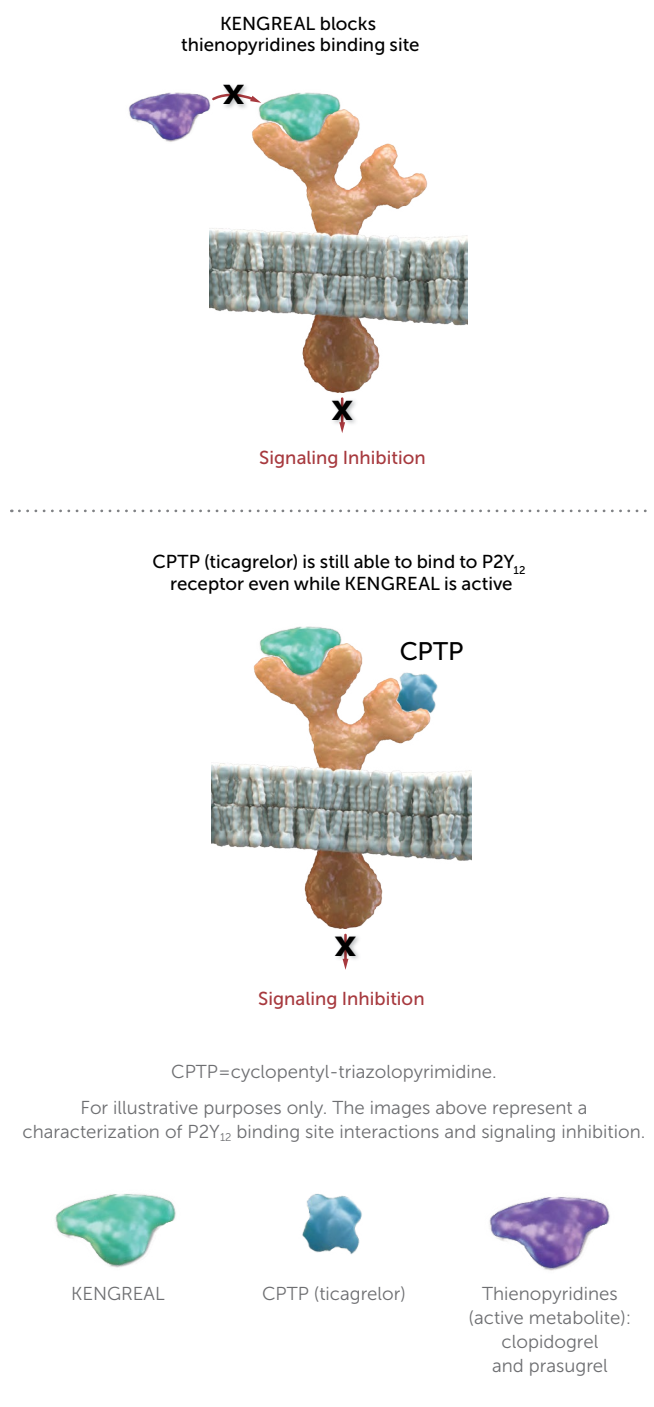 KENGREAL blocks
thienopyridines binding site
X
X
Signaling Inhibition
CPTP (ticagrelor) is still able to bind to P2Y₁₂
receptor even while KENGREAL is active
CPTP
X
Signaling Inhibition
CPTP=cyclopentyl-triazolopyrimidine.
For illustrative purposes only. The images above represent a
characterization of P2Y₁₂ binding site interactions and signaling inhibition.
KENGREAL
CPTP (ticagrelor)
Thienopyridines
(active metabolite):
clopidogrel
and prasugrel